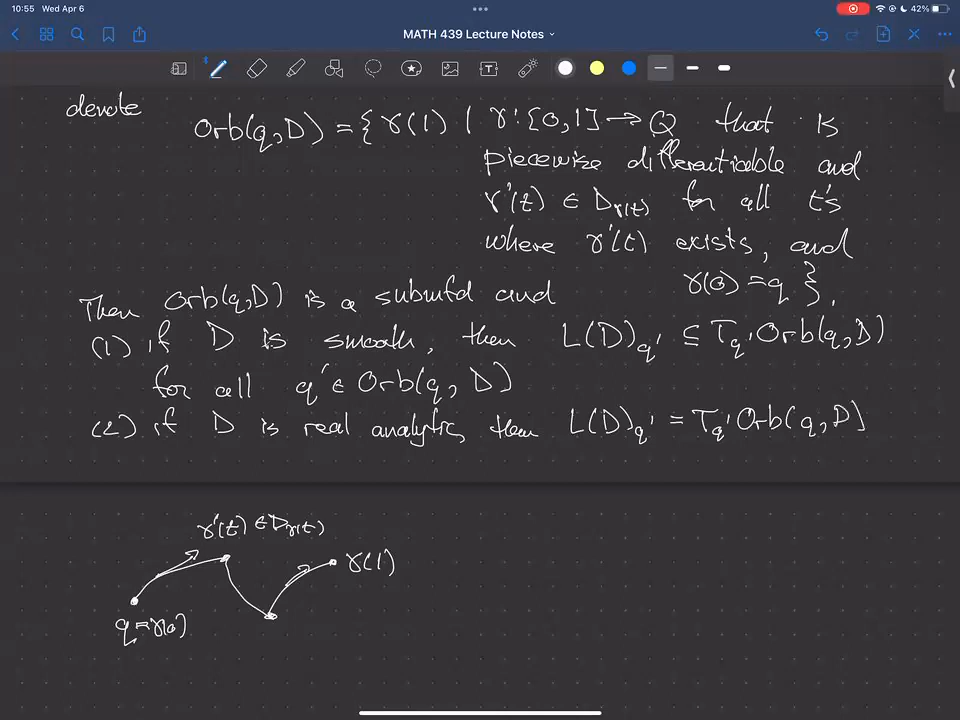 10:55 Wed Apr 6
42%
MATH 439 Lecture Notes
denote
Orb(q,D) = { γ(1) | γ: [0,1] → Q that is
piecewise differentiable and
γ'(t) ∈ D_γ(t) for all t's
where γ'(t) exists, and
γ(0) = q }.
Then Orb(q,D) is a submfd and
(1) if D is smooth, then L(D)_q' ⊆ T_q' Orb(q,D)
for all q' ∈ Orb(q,D)
(2) if D is real analytic, then L(D)_q' = T_q' Orb(q,D)
γ'(t) ∈ D_γ(t)
γ(1)
q = γ(0)